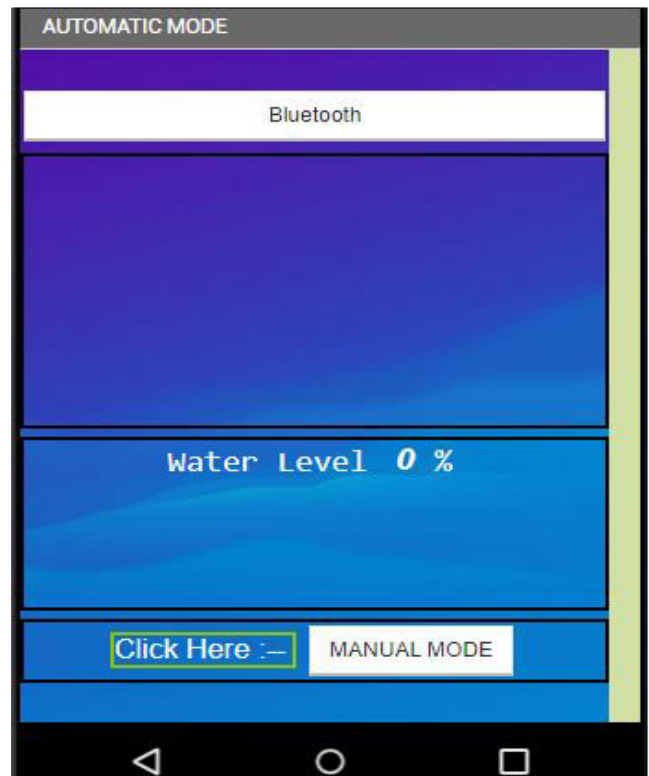 AUTOMATIC MODE
Bluetooth
Water Level 0 %
Click Here :-- MANUAL MODE